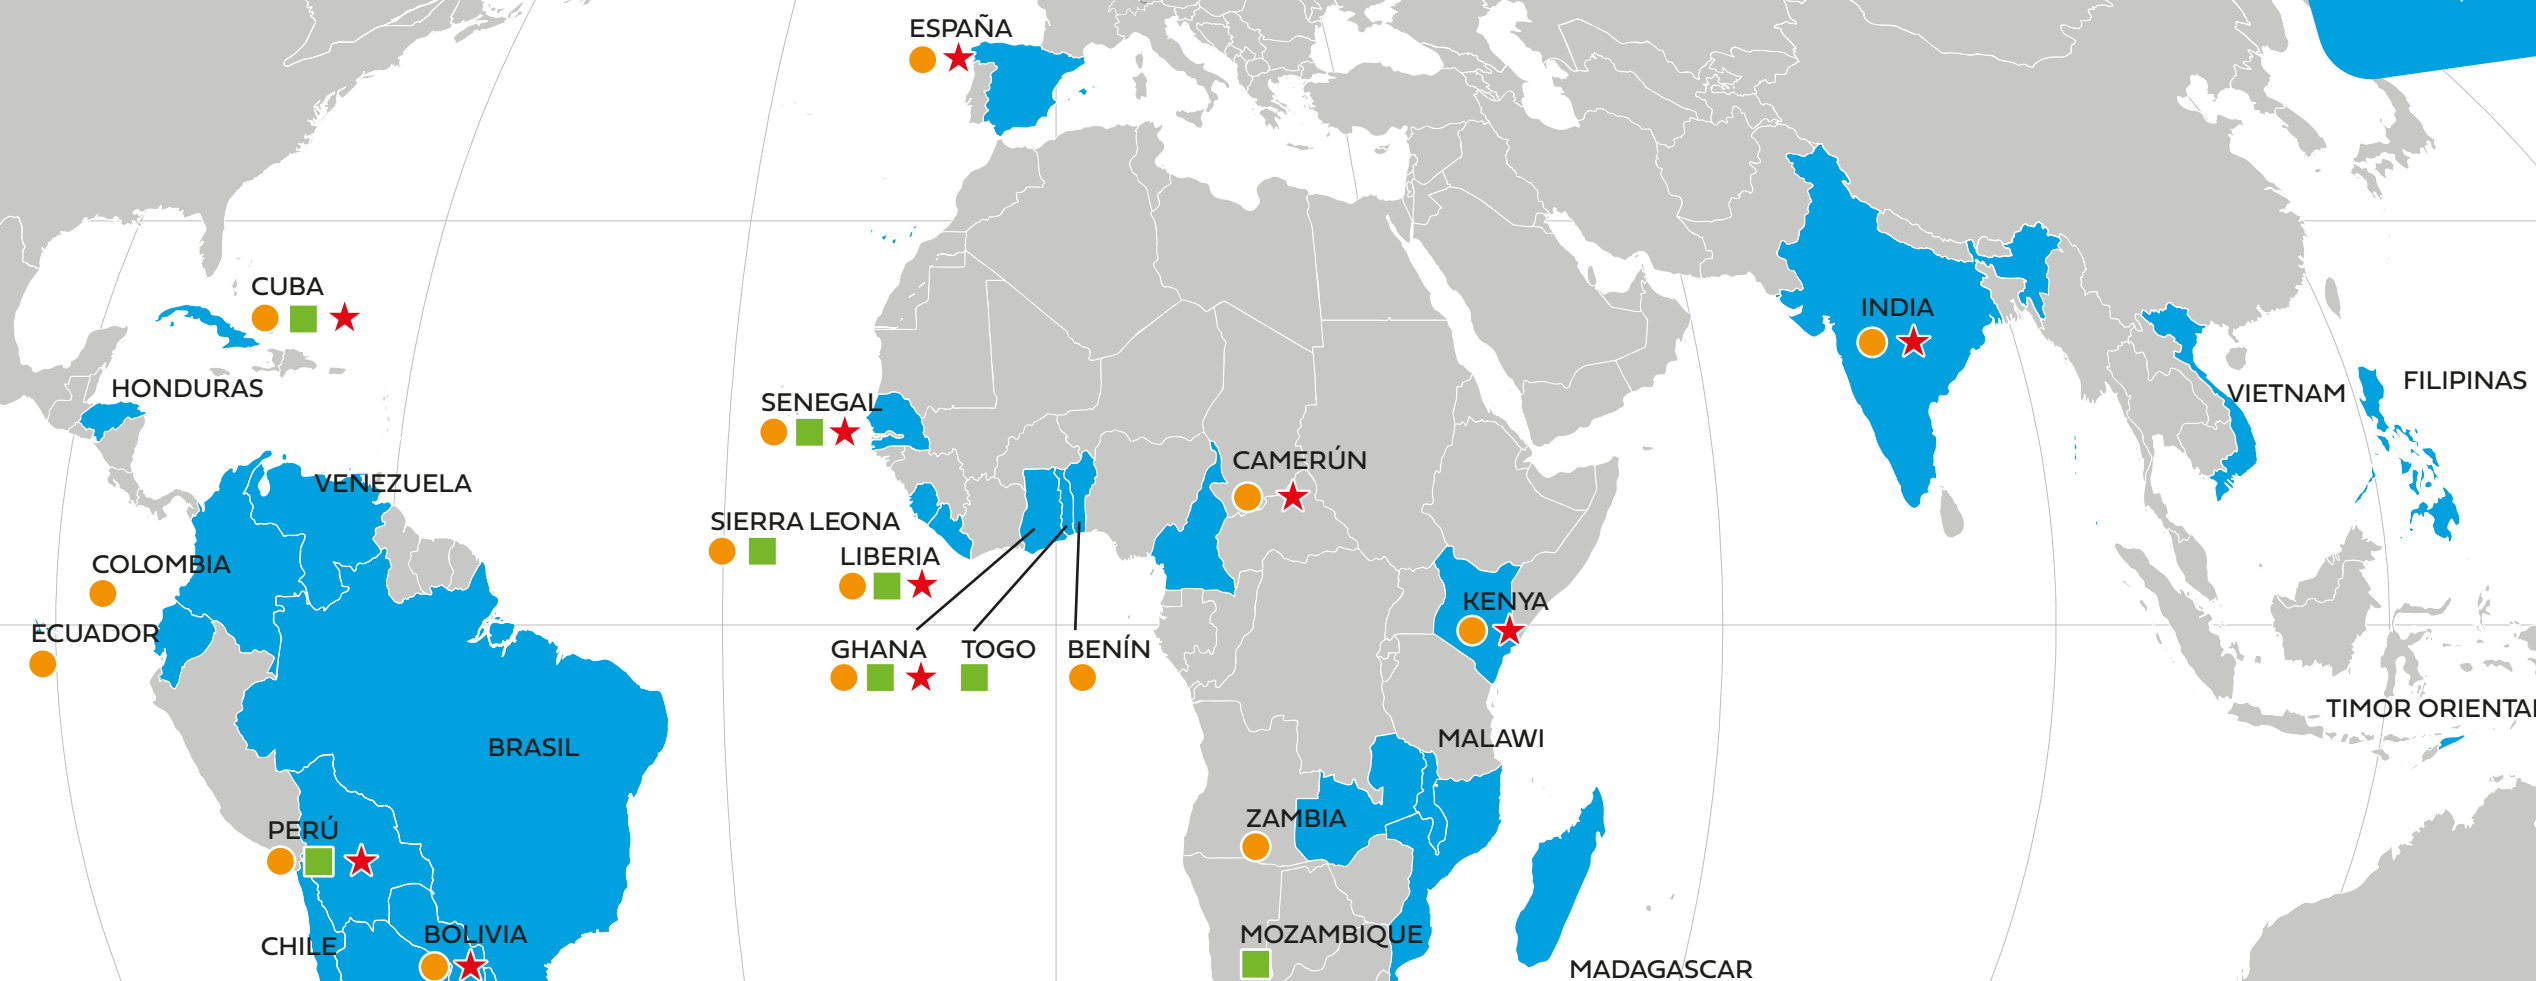 ESPAÑA
CUBA
INDIA
HONDURAS
FILIPINAS
VIETNAM
SENEGAL
CAMERÚN
VENEZUELA
SIERRA LEONA
LIBERIA
COLOMBIA
KENYA
ECUADOR
GHANA
TOGO
BENÍN
TIMOR ORIENTAL
MALAWI
BRASIL
ZAMBIA
PERÚ
BOLIVIA
MOZAMBIQUE
CHILE
MADAGASCAR